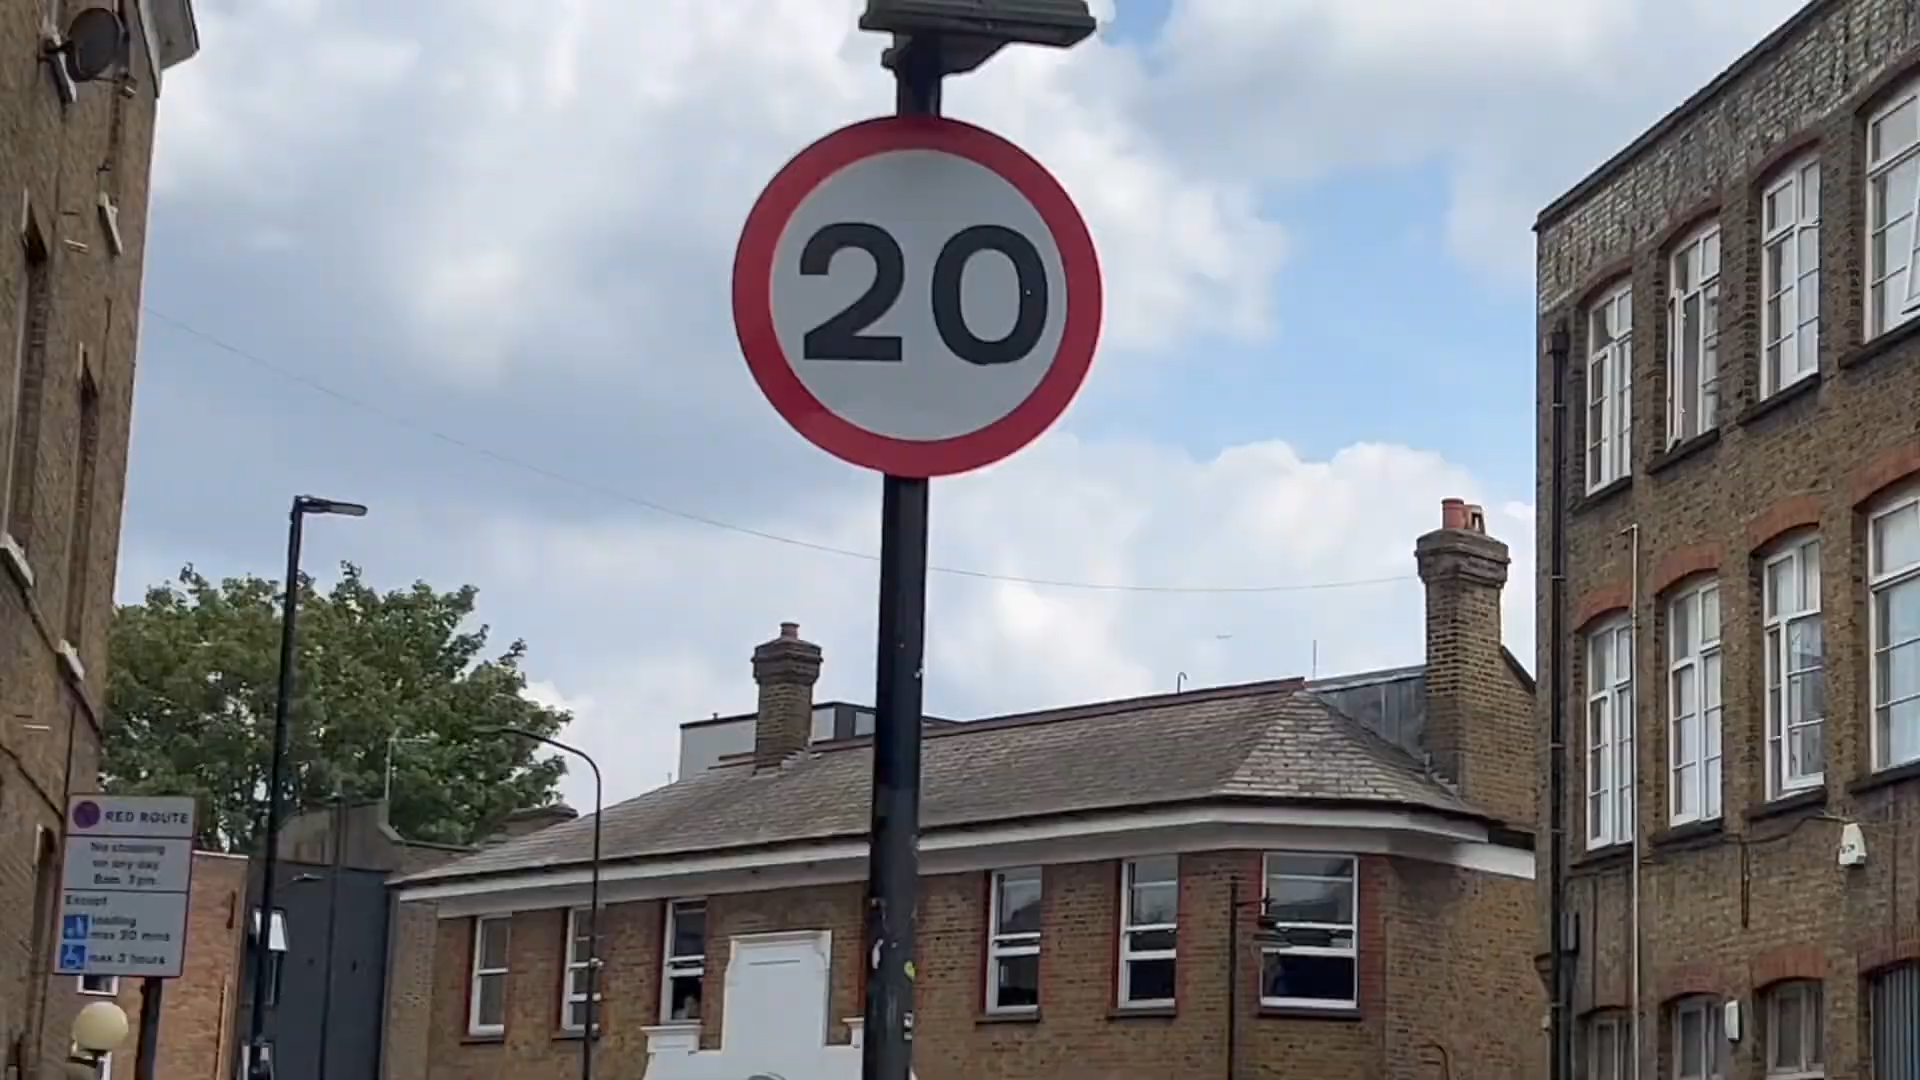 20
RED ROUTE
No stopping
on any day
8am 7pm
Except
loading
max 20 mins
max 3 hours